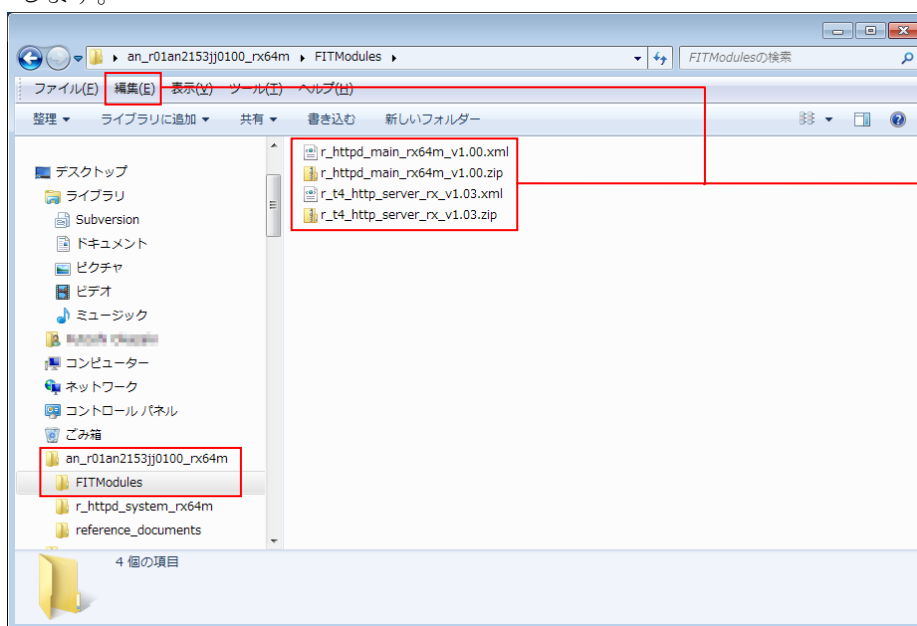 します。
an_r01an2153jj0100_rx64m FITModules
FITModulesの検索
ファイル(F) 編集(E) 表示(V) ツール(T) ヘルプ(H)
整理 ライブラリに追加 共有 書き込む 新しいフォルダー
デスクトップ
ライブラリ
Subversion
ドキュメント
ピクチャ
ビデオ
ミュージック
コンピューター
ネットワーク
コントロール パネル
ごみ箱
an_r01an2153jj0100_rx64m
FITModules
r_httpd_system_rx64m
reference_documents
r_httpd_main_rx64m_v1.00.xml
r_httpd_main_rx64m_v1.00.zip
r_t4_http_server_rx_v1.03.xml
r_t4_http_server_rx_v1.03.zip
4 個の項目